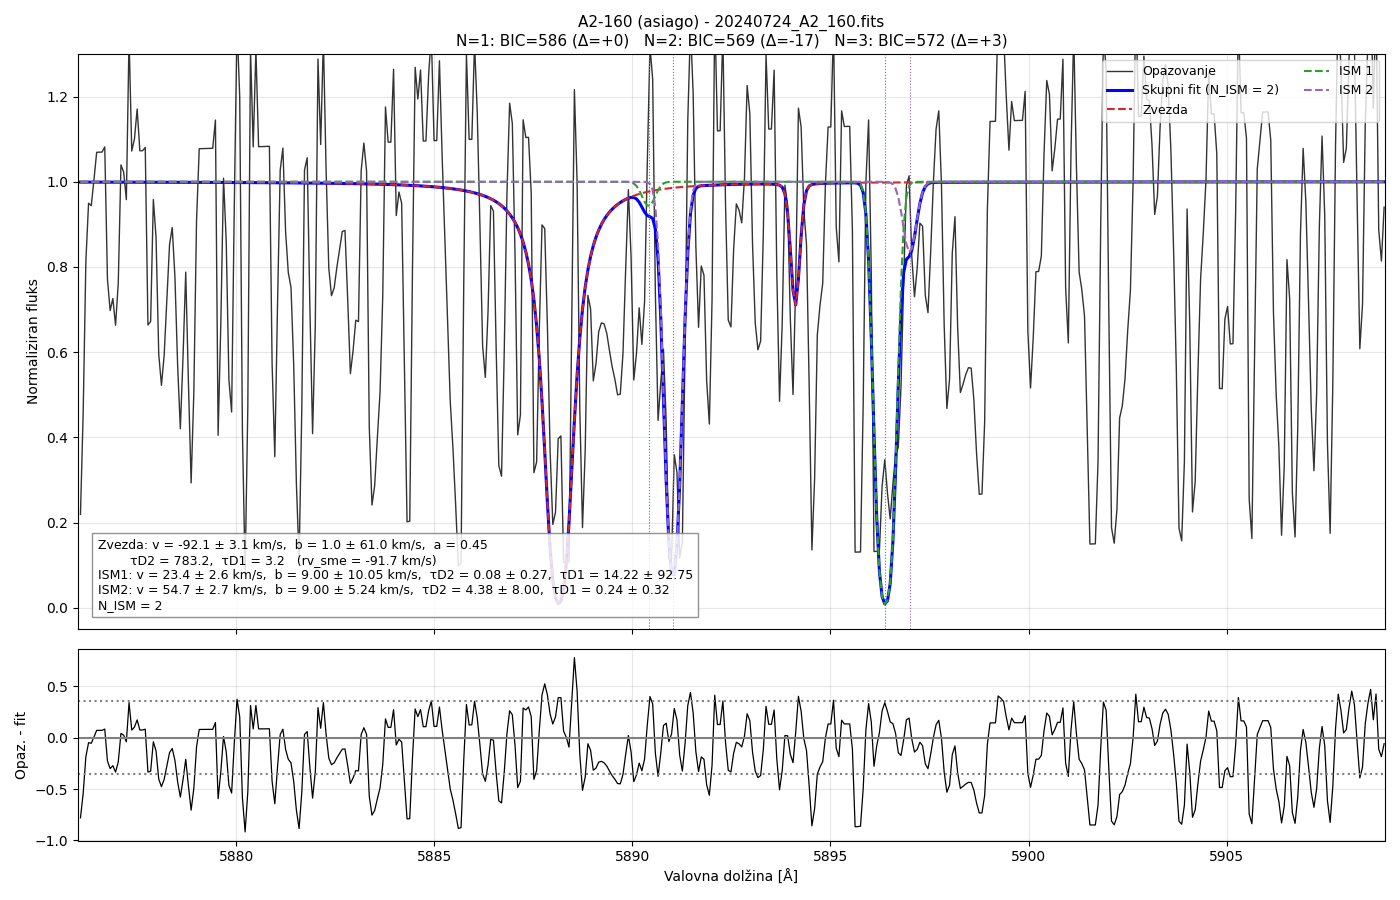 A2-160 (asiago) - 20240724_A2_160.fits
N=1: BIC=586 (Δ=+0)   N=2: BIC=569 (Δ=-17)   N=3: BIC=572 (Δ=+3)
Opazovanje
Skupni fit (N_ISM = 2)
Zvezda
ISM 1
ISM 2
Normaliziran fluks
1.2
1.0
0.8
0.6
0.4
0.2
0.0
Zvezda: v = -92.1 ± 3.1 km/s,  b = 1.0 ± 61.0 km/s,  a = 0.45
τD2 = 783.2,  τD1 = 3.2   (rv_sme = -91.7 km/s)
ISM1: v = 23.4 ± 2.6 km/s,  b = 9.00 ± 10.05 km/s,  τD2 = 0.08 ± 0.27,  τD1 = 14.22 ± 92.75
ISM2: v = 54.7 ± 2.7 km/s,  b = 9.00 ± 5.24 km/s,  τD2 = 4.38 ± 8.00,  τD1 = 0.24 ± 0.32
N_ISM = 2
Opaz. - fit
0.5
0.0
−0.5
−1.0
5880
5885
5890
5895
5900
5905
Valovna dolžina [Å]